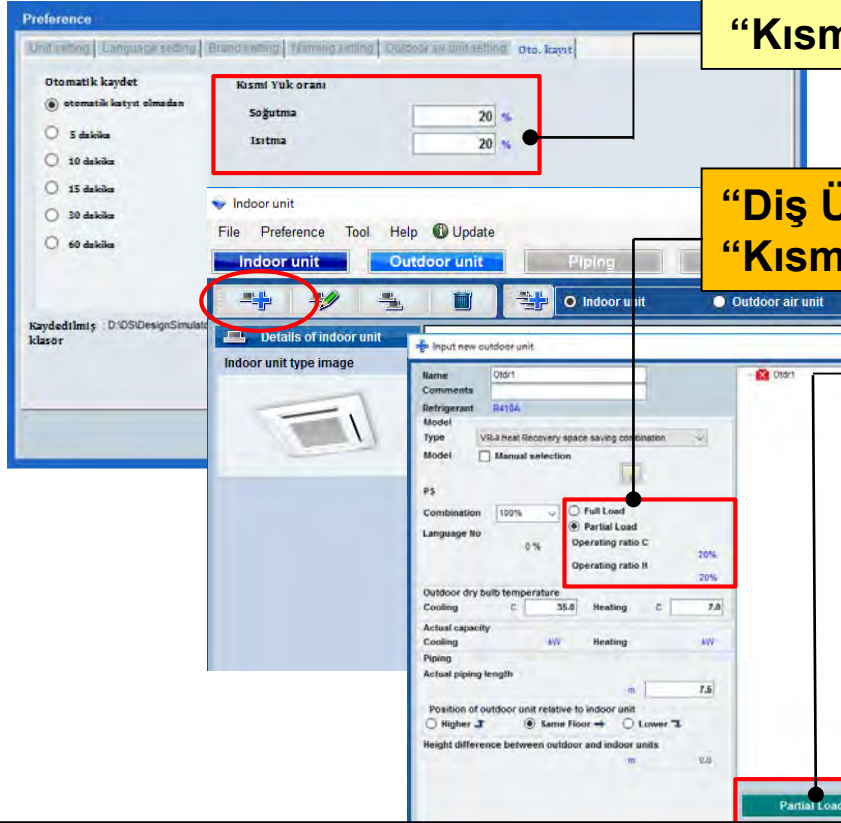 Preference
Unit setting Language setting Brand setting Naming setting Outdoor air unit setting Oto. kayıt
Otomatik kaydet
otomatik katyıt olmadan
5 dakika
10 dakika
15 dakika
30 dakika
60 dakika
Kısmi Yuk oranı
Soğutma 20 %
Isıtma 20 %
Kaydedilmiş klasor D:\DS\DesignSimulato
“Kısm
“Diş Ü
“Kısm
Indoor unit
File Preference Tool Help Update
Indoor unit Outdoor unit Piping
Indoor unit Outdoor air unit
Details of indoor unit
Indoor unit type image
Input new outdoor unit
Name Otdr1
Comments
Refrigerant R410A
Model
Type VR-II Heat Recovery space saving combination
Model Manual selection
PS
Combination 100% Full Load
Partial Load
Language No 0 %
Operating ratio C
20%
Operating ratio H
20%
Outdoor dry bulb temperature
Cooling C 35.0 Heating C 7.0
Actual capacity
Cooling kW Heating kW
Piping
Actual piping length
m 7.5
Position of outdoor unit relative to indoor unit
Higher Same Floor Lower
Height difference between outdoor and indoor units
m 0.0
Otdr1
Partial Load